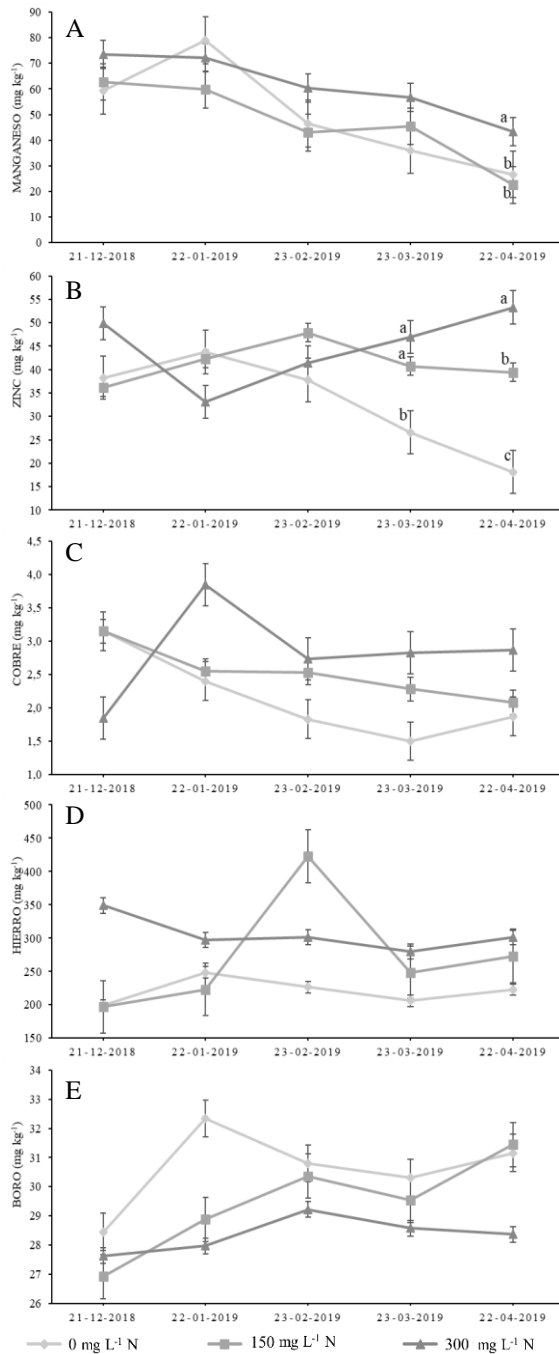 A
MANGANESO (mg kg⁻¹)
90
80
70
60
50
40
30
20
10
0
a
b
b
21-12-2018 22-01-2019 23-02-2019 23-03-2019 22-04-2019
B
ZINC (mg kg⁻¹)
60
55
50
45
40
35
30
25
20
15
10
a
a
b
a
b
c
21-12-2018 22-01-2019 23-02-2019 23-03-2019 22-04-2019
C
COBRE (mg kg⁻¹)
4,5
4,0
3,5
3,0
2,5
2,0
1,5
1,0
21-12-2018 22-01-2019 23-02-2019 23-03-2019 22-04-2019
D
HIERRO (mg kg⁻¹)
500
450
400
350
300
250
200
150
21-12-2018 22-01-2019 23-02-2019 23-03-2019 22-04-2019
E
BORO (mg kg⁻¹)
34
33
32
31
30
29
28
27
26
21-12-2018 22-01-2019 23-02-2019 23-03-2019 22-04-2019
0 mg L⁻¹ N 150 mg L⁻¹ N 300 mg L⁻¹ N